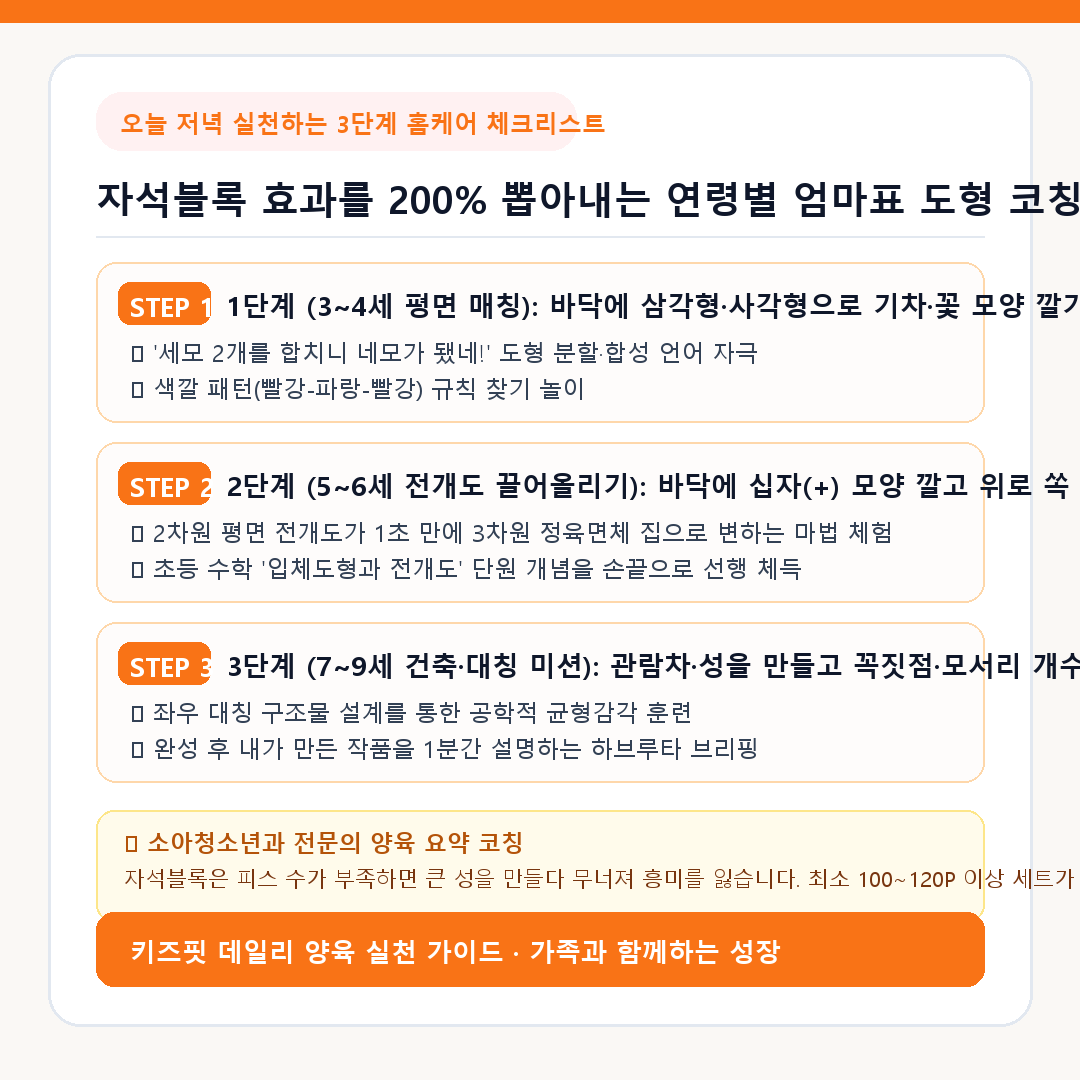 오늘 저녁 실천하는 3단계 홈케어 체크리스트
자석블록 효과를 200% 뽑아내는 연령별 엄마표 도형 코칭
STEP 1 1단계 (3~4세 평면 매칭): 바닥에 삼각형·사각형으로 기차·꽃 모양 깔기
▯ '세모 2개를 합치니 네모가 됐네!' 도형 분할·합성 언어 자극
▯ 색깔 패턴(빨강-파랑-빨강) 규칙 찾기 놀이
STEP 2 2단계 (5~6세 전개도 끌어올리기): 바닥에 십자(+) 모양 깔고 위로 쏙
▯ 2차원 평면 전개도가 1초 만에 3차원 정육면체 집으로 변하는 마법 체험
▯ 초등 수학 '입체도형과 전개도' 단원 개념을 손끝으로 선행 체득
STEP 3 3단계 (7~9세 건축·대칭 미션): 관람차·성을 만들고 꼭짓점·모서리 개수
▯ 좌우 대칭 구조물 설계를 통한 공학적 균형감각 훈련
▯ 완성 후 내가 만든 작품을 1분간 설명하는 하브루타 브리핑
▯ 소아청소년과 전문의 양육 요약 코칭
자석블록은 피스 수가 부족하면 큰 성을 만들다 무너져 흥미를 잃습니다. 최소 100~120P 이상 세트가
키즈핏 데일리 양육 실천 가이드 · 가족과 함께하는 성장